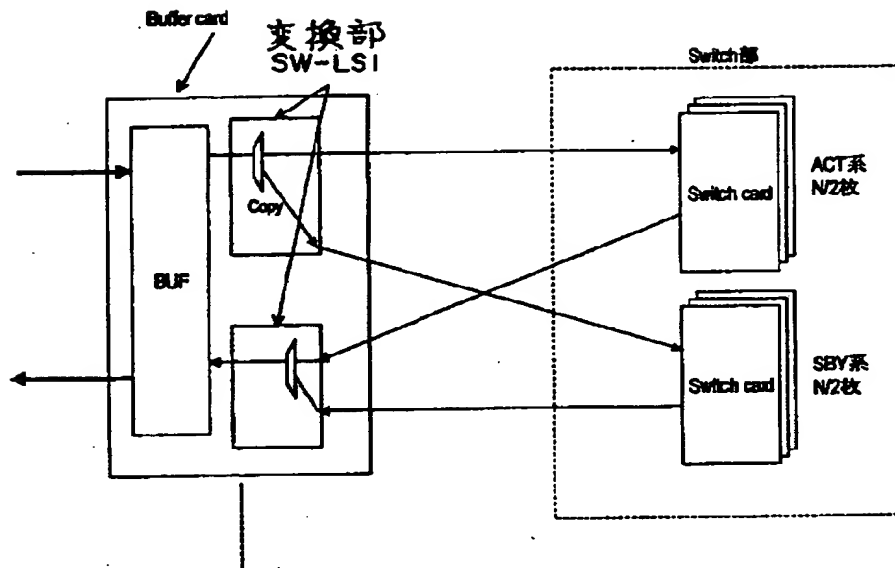 Buffer card
変換部
SW-LSI
Switch部
Copy
BUF
Switch card
ACT系
N/2枚
Switch card
SBY系
N/2枚